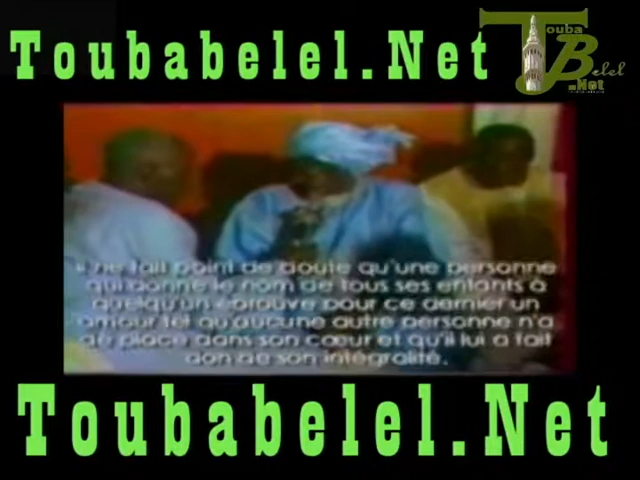 Toubabelel.Net
Touba
Belel
.Net
Il ne fait point de doute qu'une personne
qui donne le nom de tous ses enfants à
quelqu'un éprouve pour ce dernier un
amour tel qu'aucune autre personne n'a
de place dans son cœur et qu'il lui a fait
don de son intégralité.
Toubabelel.Net